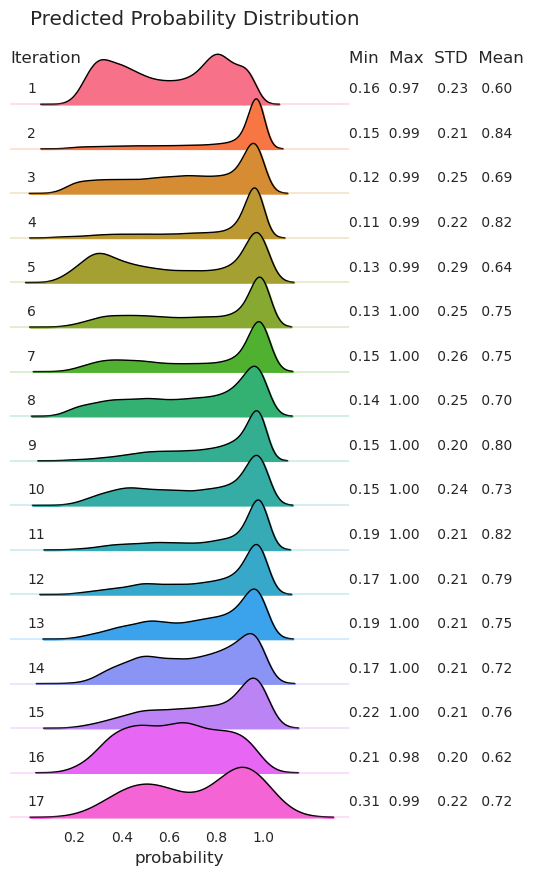 Predicted Probability Distribution
Iteration Min Max STD Mean
1 0.16 0.97 0.23 0.60
2 0.15 0.99 0.21 0.84
3 0.12 0.99 0.25 0.69
4 0.11 0.99 0.22 0.82
5 0.13 0.99 0.29 0.64
6 0.13 1.00 0.25 0.75
7 0.15 1.00 0.26 0.75
8 0.14 1.00 0.25 0.70
9 0.15 1.00 0.20 0.80
10 0.15 1.00 0.24 0.73
11 0.19 1.00 0.21 0.82
12 0.17 1.00 0.21 0.79
13 0.19 1.00 0.21 0.75
14 0.17 1.00 0.21 0.72
15 0.22 1.00 0.21 0.76
16 0.21 0.98 0.20 0.62
17 0.31 0.99 0.22 0.72
0.2 0.4 0.6 0.8 1.0
probability